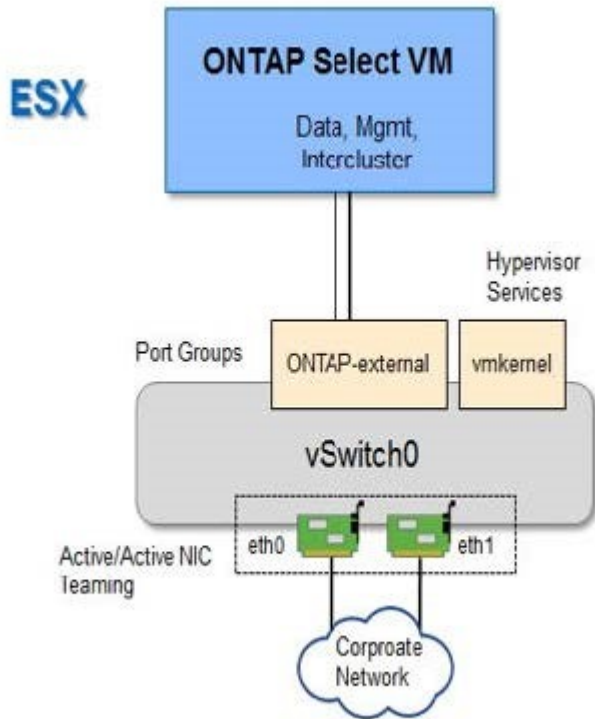 ONTAP Select VM
ESX
Data, Mgmt,
Intercluster
Hypervisor
Services
Port Groups
ONTAP-external
vmkernel
vSwitch0
eth0
eth1
Active/Active NIC
Teaming
Corproate
Network